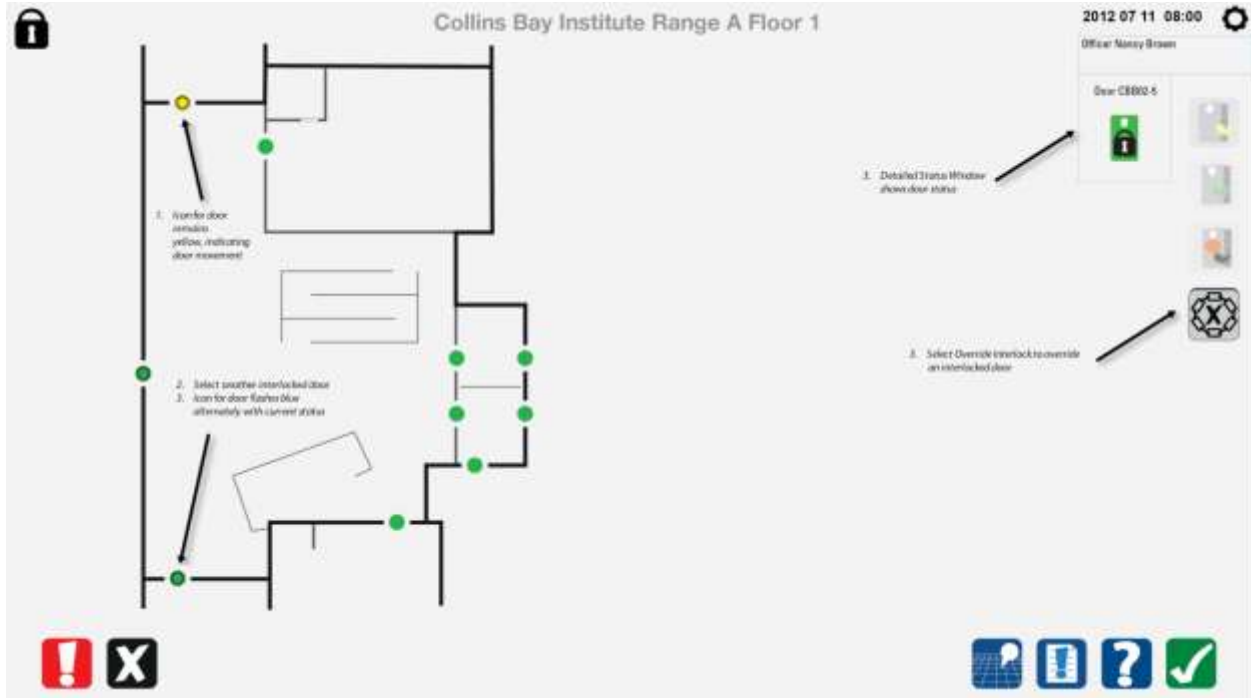 Collins Bay Institute Range A Floor 1
2012 07 11 08:00
Officer Nancy Brown
Door CBB02-5
1. Icon for door
remains
yellow, indicating
door movement
3. Detailed Status Window
shows door status
2. Select another interlocked door
3. Icon for door flashes blue
alternately with current status
3. Select Override Interlock to override
an interlocked door